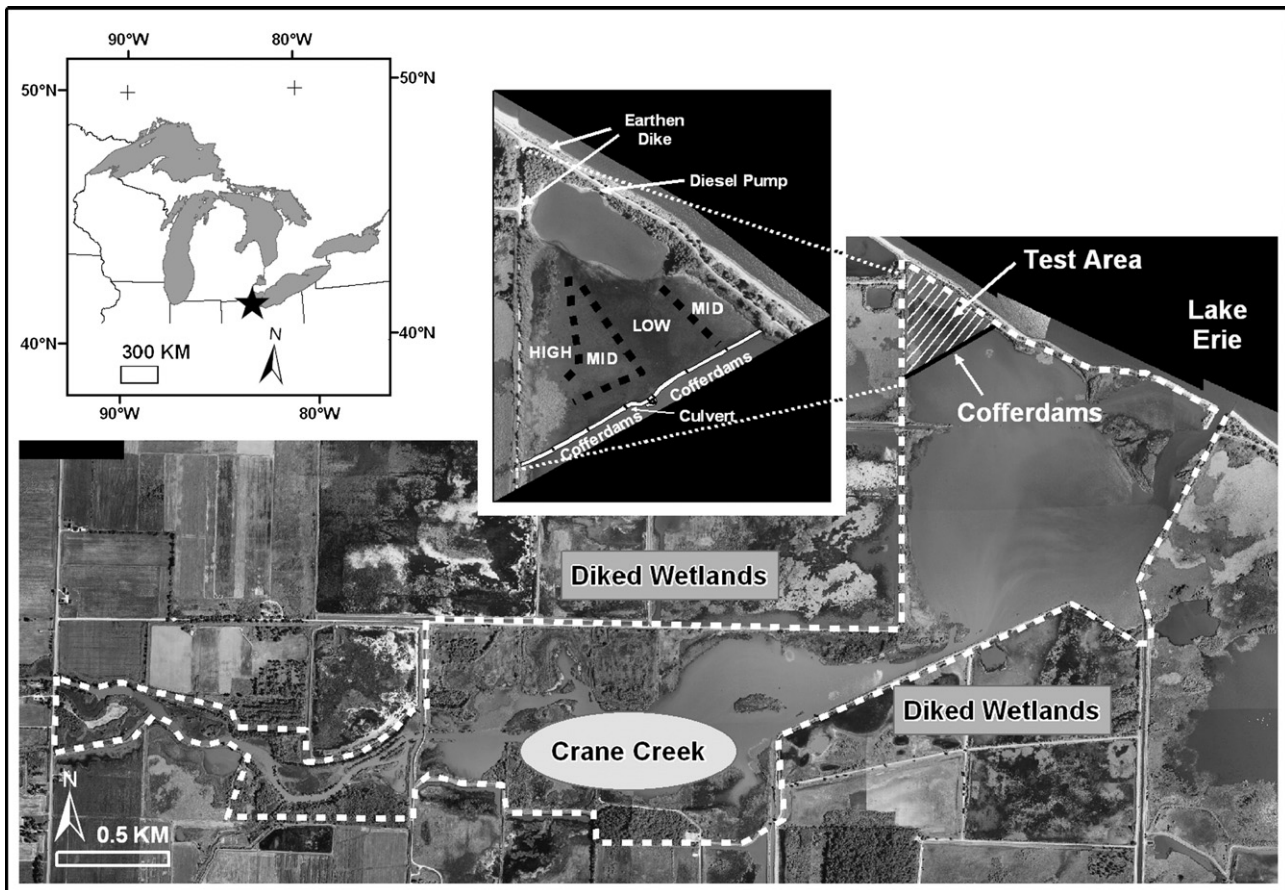 90°W
80°W
50°N
50°N
40°N
40°N
N
300 KM
90°W
80°W
Earthen
Dike
Diesel Pump
MID
LOW
HIGH
MID
Cofferdams
Culvert
Cofferdams
Test Area
Lake
Erie
Cofferdams
Diked Wetlands
Diked Wetlands
Crane Creek
N
0.5 KM